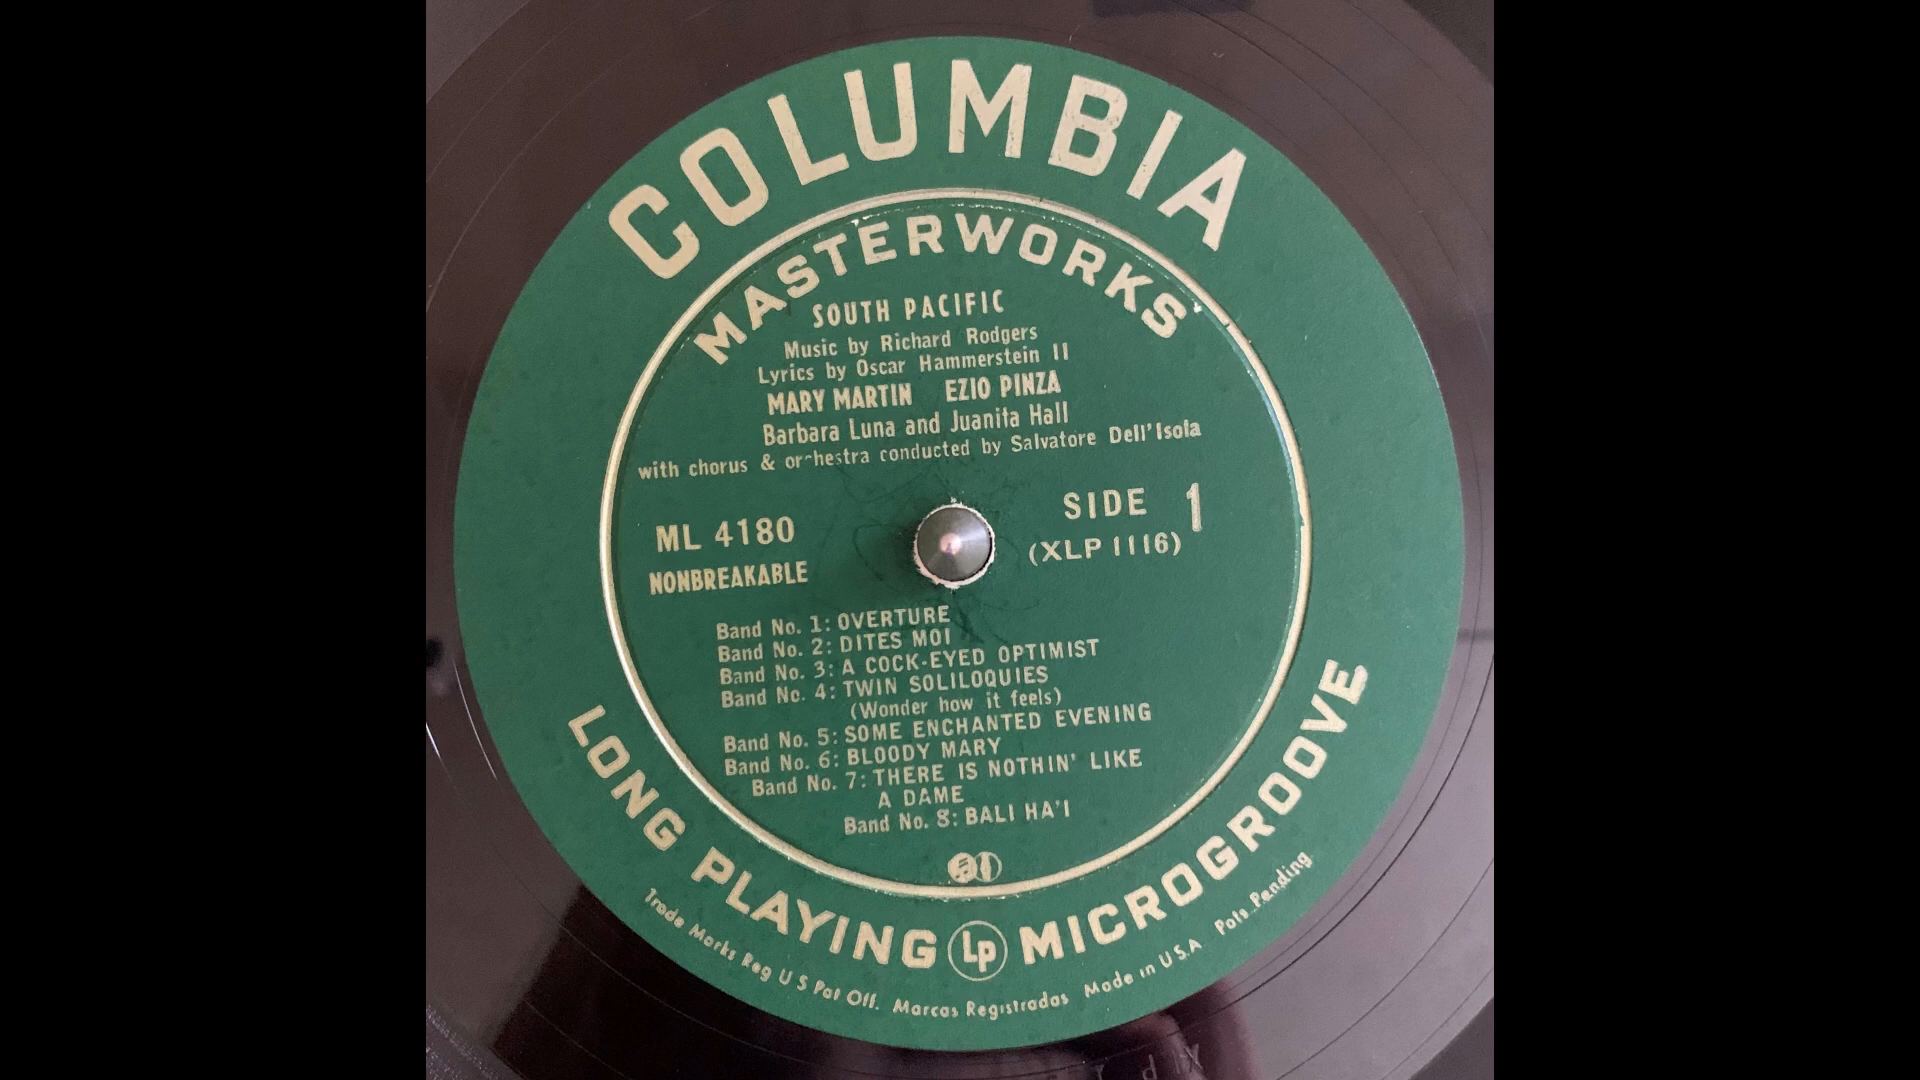 COLUMBIA
MASTERWORKS
SOUTH PACIFIC
Music by Richard Rodgers
Lyrics by Oscar Hammerstein II
MARY MARTIN EZIO PINZA
Barbara Luna and Juanita Hall
with chorus & orchestra conducted by Salvatore Dell'Isola
ML 4180
NONBREAKABLE
SIDE 1
(XLP 1116)
Band No. 1: OVERTURE
Band No. 2: DITES MOI
Band No. 3: A COCK-EYED OPTIMIST
Band No. 4: TWIN SOLILOQUIES
(Wonder how it feels)
Band No. 5: SOME ENCHANTED EVENING
Band No. 6: BLOODY MARY
Band No. 7: THERE IS NOTHIN' LIKE
A DAME
Band No. 8: BALI HA'I
LONG PLAYING Lp MICROGROOVE
Trade Marks Reg U S Pat Off. Marcas Registradas Made in U.S.A Pats Pending